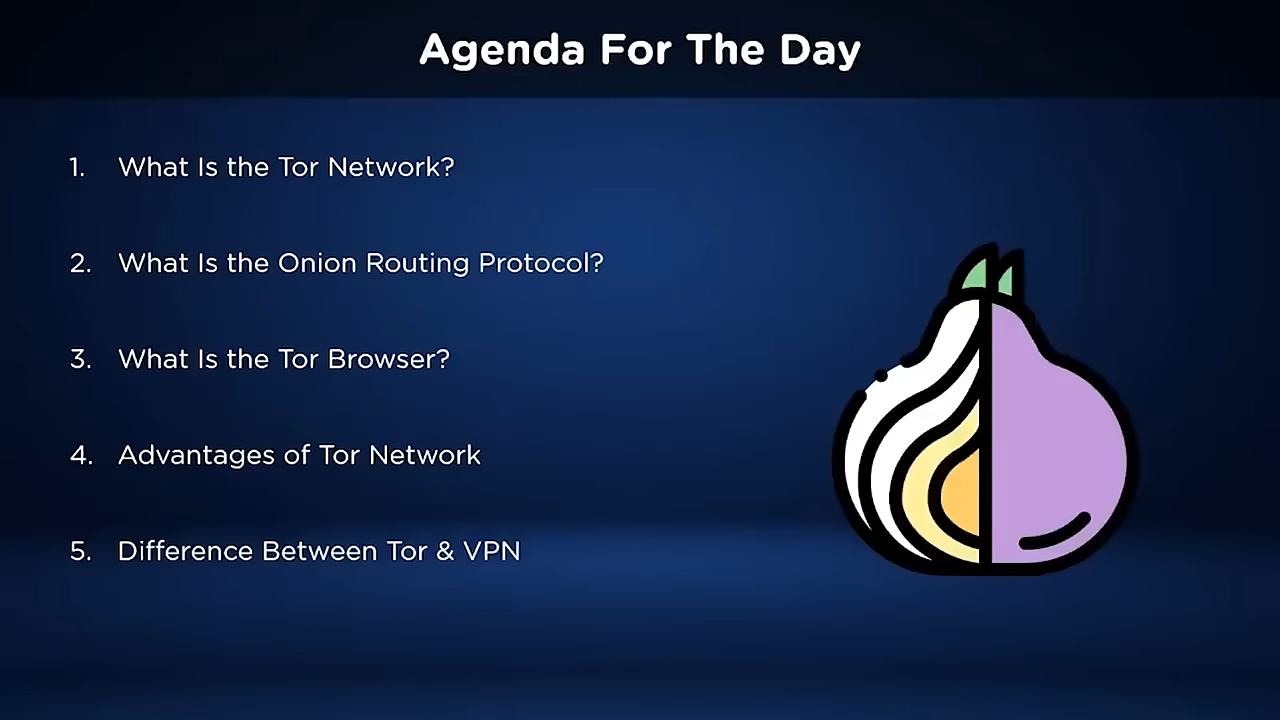 Agenda For The Day
1. What Is the Tor Network?
2. What Is the Onion Routing Protocol?
3. What Is the Tor Browser?
4. Advantages of Tor Network
5. Difference Between Tor & VPN